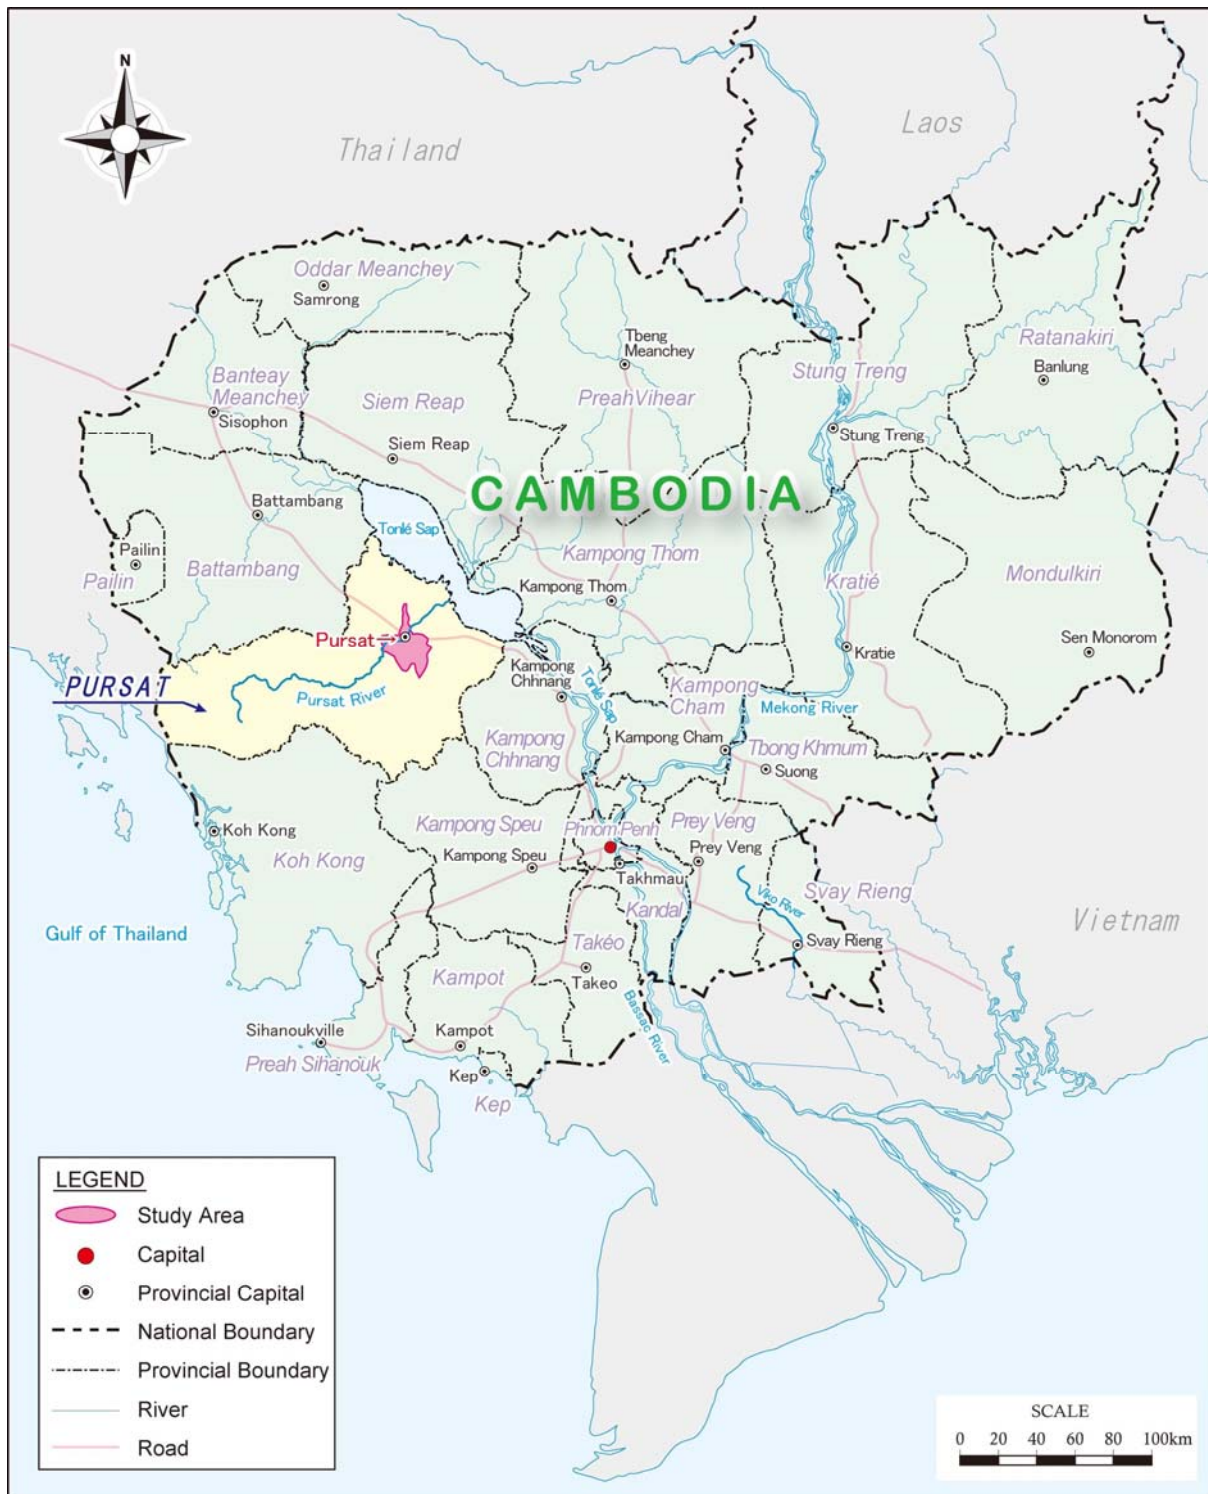 N
Thailand
Laos
Oddar Meanchey
Samrong
Tbeng
Meanchey
Ratanakiri
Banlung
Banteay
Meanchey
Sisophon
Siem Reap
PreahVihear
Stung Treng
Stung Treng
Siem Reap
CAMBODIA
Battambang
Tonlé Sap
Pailin
Pailin
Battambang
Kampong Thom
Kampong Thom
Kratié
Mondulkiri
Pursat
Sen Monorom
Kratie
PURSAT
Pursat River
Kampong
Chhnang
Tonlé Sap
Kampong
Cham
Mekong River
Kampong
Chhnang
Kampong Cham
Tbong Khmum
Suong
Koh Kong
Koh Kong
Kampong Speu
Kampong Speu
Phnom Penh
Prey Veng
Prey Veng
Takhmau
Kandal
Viko River
Svay Rieng
Svay Rieng
Vietnam
Gulf of Thailand
Takéo
Takeo
Kampot
Kampot
Bassac River
Sihanoukville
Preah Sihanouk
Kep
Kep
LEGEND
Study Area
Capital
Provincial Capital
National Boundary
Provincial Boundary
River
Road
SCALE
0 20 40 60 80 100km